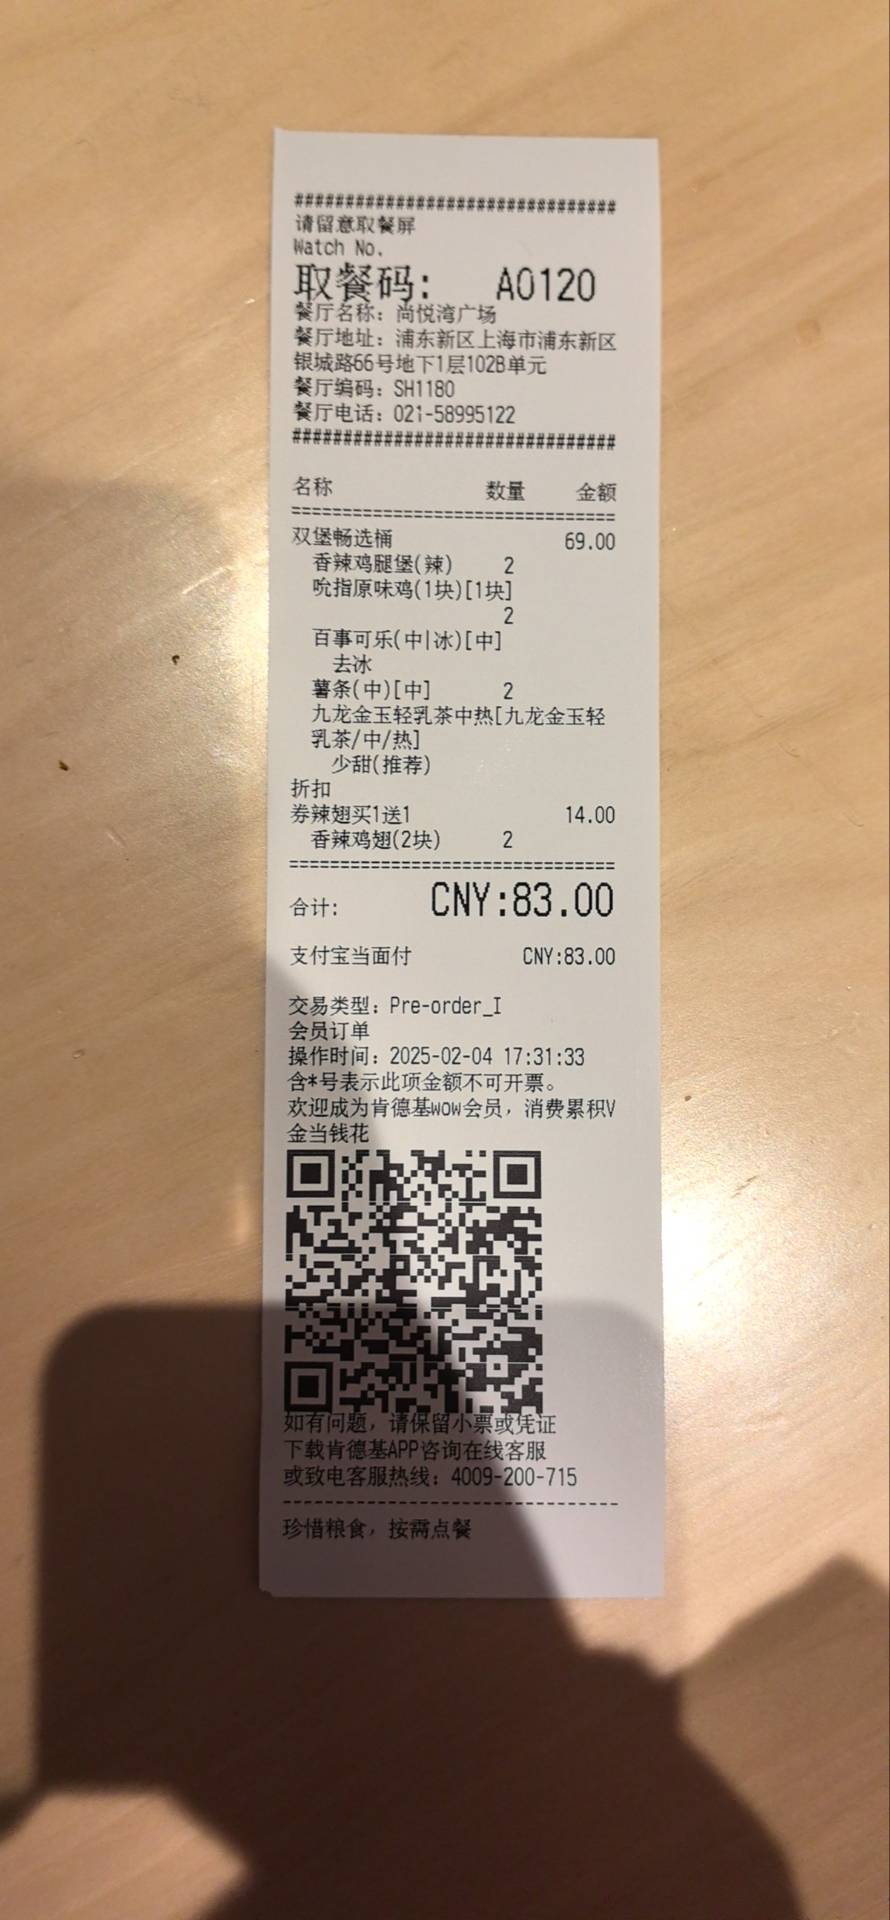 ################################
请留意取餐屏
Watch No.
取餐码: A0120
餐厅名称: 尚悦湾广场
餐厅地址: 浦东新区上海市浦东新区
银城路66号地下1层102B单元
餐厅编码: SH1180
餐厅电话: 021-58995122
################################
名称 数量 金额
================================
双堡畅选桶 69.00
香辣鸡腿堡(辣) 2
吮指原味鸡(1块)[1块]
2
百事可乐(中|冰)[中]
去冰
薯条(中)[中] 2
九龙金玉轻乳茶中热[九龙金玉轻
乳茶/中/热]
少甜(推荐)
折扣
券辣翅买1送1 14.00
香辣鸡翅(2块) 2
================================
合计: CNY:83.00
支付宝当面付 CNY:83.00
交易类型: Pre-order_I
会员订单
操作时间: 2025-02-04 17:31:33
含*号表示此项金额不可开票。
欢迎成为肯德基wow会员, 消费累积V
金当钱花
如有问题, 请保留小票或凭证
下载肯德基APP咨询在线客服
或致电客服热线: 4009-200-715
--------------------------------
珍惜粮食, 按需点餐